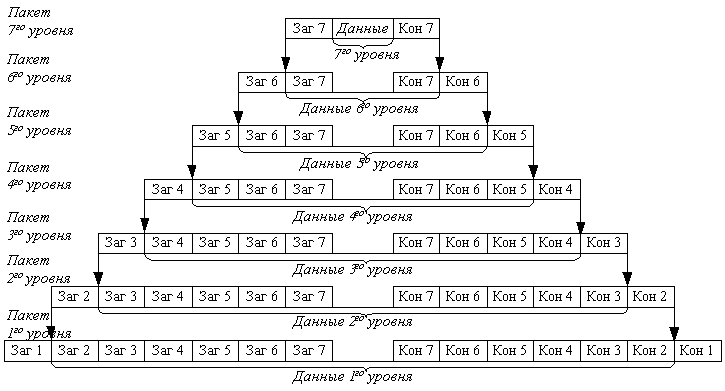 Пакет
7го уровня
Заг 7 Данные Кон 7
7го уровня
Пакет
6го уровня
Заг 6 Заг 7 Кон 7 Кон 6
Данные 6го уровня
Пакет
5го уровня
Заг 5 Заг 6 Заг 7 Кон 7 Кон 6 Кон 5
Данные 5го уровня
Пакет
4го уровня
Заг 4 Заг 5 Заг 6 Заг 7 Кон 7 Кон 6 Кон 5 Кон 4
Данные 4го уровня
Пакет
3го уровня
Заг 3 Заг 4 Заг 5 Заг 6 Заг 7 Кон 7 Кон 6 Кон 5 Кон 4 Кон 3
Данные 3го уровня
Пакет
2го уровня
Заг 2 Заг 3 Заг 4 Заг 5 Заг 6 Заг 7 Кон 7 Кон 6 Кон 5 Кон 4 Кон 3 Кон 2
Данные 2го уровня
Пакет
1го уровня
Заг 1 Заг 2 Заг 3 Заг 4 Заг 5 Заг 6 Заг 7 Кон 7 Кон 6 Кон 5 Кон 4 Кон 3 Кон 2 Кон 1
Данные 1го уровня